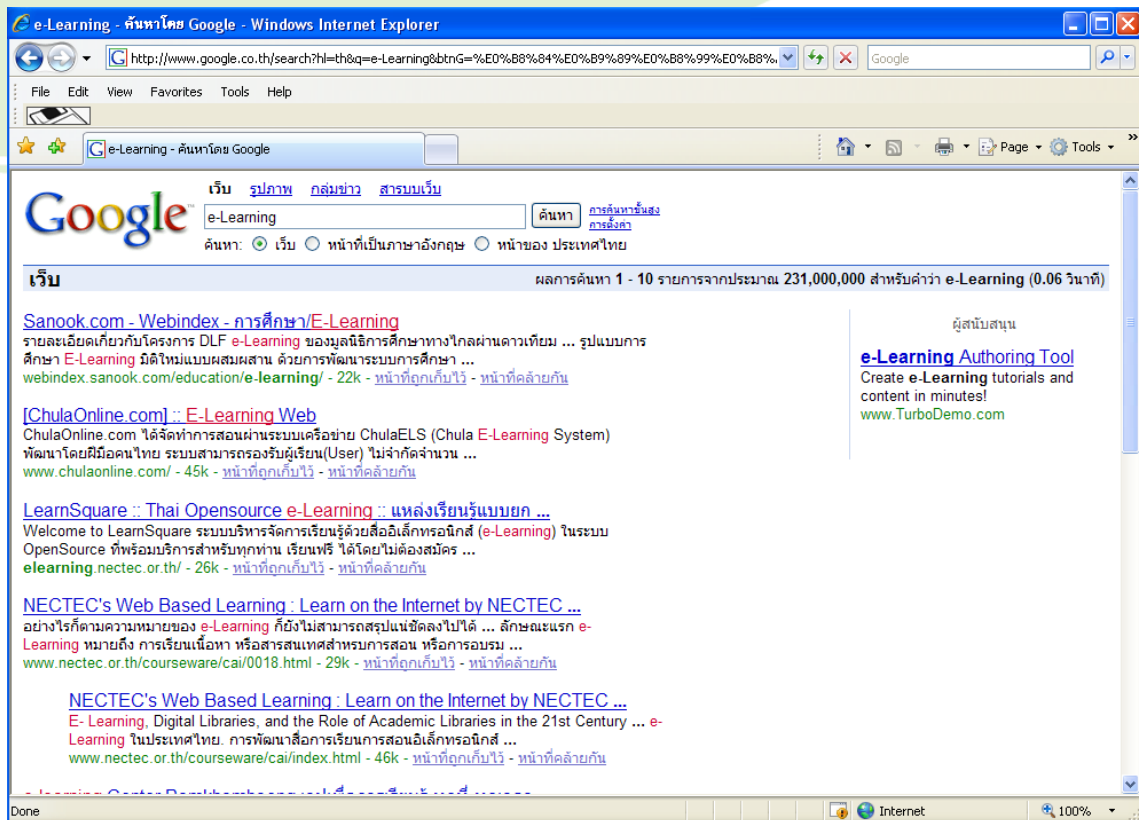 e-Learning - ค้นหาโดย Google - Windows Internet Explorer
http://www.google.co.th/search?hl=th&q=e-Learning&btnG=%E0%B8%84%E0%B9%89%E0%B8%99%E0%B8%
Google
File Edit View Favorites Tools Help
e-Learning - ค้นหาโดย Google
Page Tools
เว็บ รูปภาพ กลุ่มข่าว สารบบเว็บ
Google™
e-Learning
ค้นหา
การค้นหาขั้นสูง
การตั้งค่า
ค้นหา: เว็บ หน้าที่เป็นภาษาอังกฤษ หน้าของ ประเทศไทย
เว็บ
ผลการค้นหา 1 - 10 รายการจากประมาณ 231,000,000 สำหรับคำว่า e-Learning (0.06 วินาที)
Sanook.com - Webindex - การศึกษา/E-Learning
รายละเอียดเกี่ยวกับโครงการ DLF e-Learning ของมูลนิธิการศึกษาทางไกลผ่านดาวเทียม ... รูปแบบการ
ศึกษา E-Learning มิติใหม่แบบผสมผสาน ด้วยการพัฒนาระบบการศึกษา ...
webindex.sanook.com/education/e-learning/ - 22k - หน้าที่ถูกเก็บไว้ - หน้าที่คล้ายกัน
[ChulaOnline.com] :: E-Learning Web
ChulaOnline.com ได้จัดทำการสอนผ่านระบบเครือข่าย ChulaELS (Chula E-Learning System)
พัฒนาโดยฝีมือคนไทย ระบบสามารถรองรับผู้เรียน(User) ไม่จำกัดจำนวน ...
www.chulaonline.com/ - 45k - หน้าที่ถูกเก็บไว้ - หน้าที่คล้ายกัน
LearnSquare :: Thai Opensource e-Learning :: แหล่งเรียนรู้แบบยก ...
Welcome to LearnSquare ระบบบริหารจัดการเรียนรู้ด้วยสื่ออิเล็กทรอนิกส์ (e-Learning) ในระบบ
OpenSource ที่พร้อมบริการสำหรับทุกท่าน เรียนฟรี ได้โดยไม่ต้องสมัคร ...
elearning.nectec.or.th/ - 26k - หน้าที่ถูกเก็บไว้ - หน้าที่คล้ายกัน
NECTEC's Web Based Learning : Learn on the Internet by NECTEC ...
อย่างไรก็ตามความหมายของ e-Learning ก็ยังไม่สามารถสรุปแน่ชัดลงไปได้ ... ลักษณะแรก e-
Learning หมายถึง การเรียนเนื้อหา หรือสารสนเทศสำหรบการสอน หรือการอบรม ...
www.nectec.or.th/courseware/cai/0018.html - 29k - หน้าที่ถูกเก็บไว้ - หน้าที่คล้ายกัน
NECTEC's Web Based Learning : Learn on the Internet by NECTEC ...
E- Learning, Digital Libraries, and the Role of Academic Libraries in the 21st Century ... e-
Learning ในประเทศไทย. การพัฒนาสื่อการเรียนการสอนอิเล็กทรอนิกส์ ...
www.nectec.or.th/courseware/cai/index.html - 46k - หน้าที่ถูกเก็บไว้ - หน้าที่คล้ายกัน
ผู้สนับสนุน
e-Learning Authoring Tool
Create e-Learning tutorials and
content in minutes!
www.TurboDemo.com
Done
Internet
100%